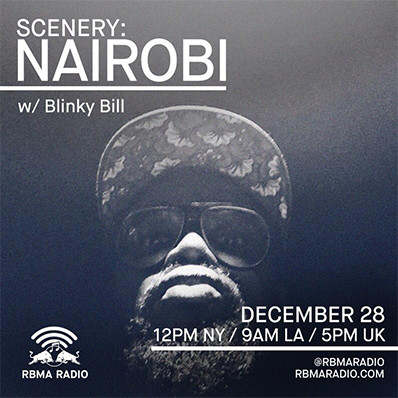 SCENERY:
NAIROBI
w/ Blinky Bill
DECEMBER 28
12PM NY / 9AM LA / 5PM UK
@RBMARADIO
RBMARADIO.COM
RBMA RADIO